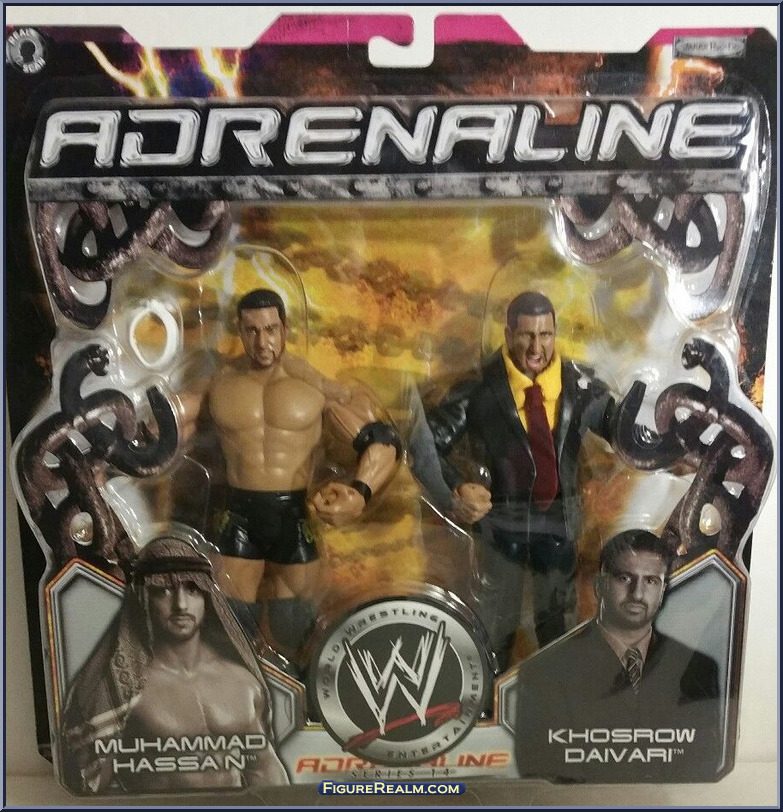 ADRENALINE
WORLD WRESTLING
ENTERTAINMENT
W
MUHAMMAD
HASSAN™
KHOSROW
DAIVARI™
ADRENALINE
SERIES 14
FIGUREREALM.COM